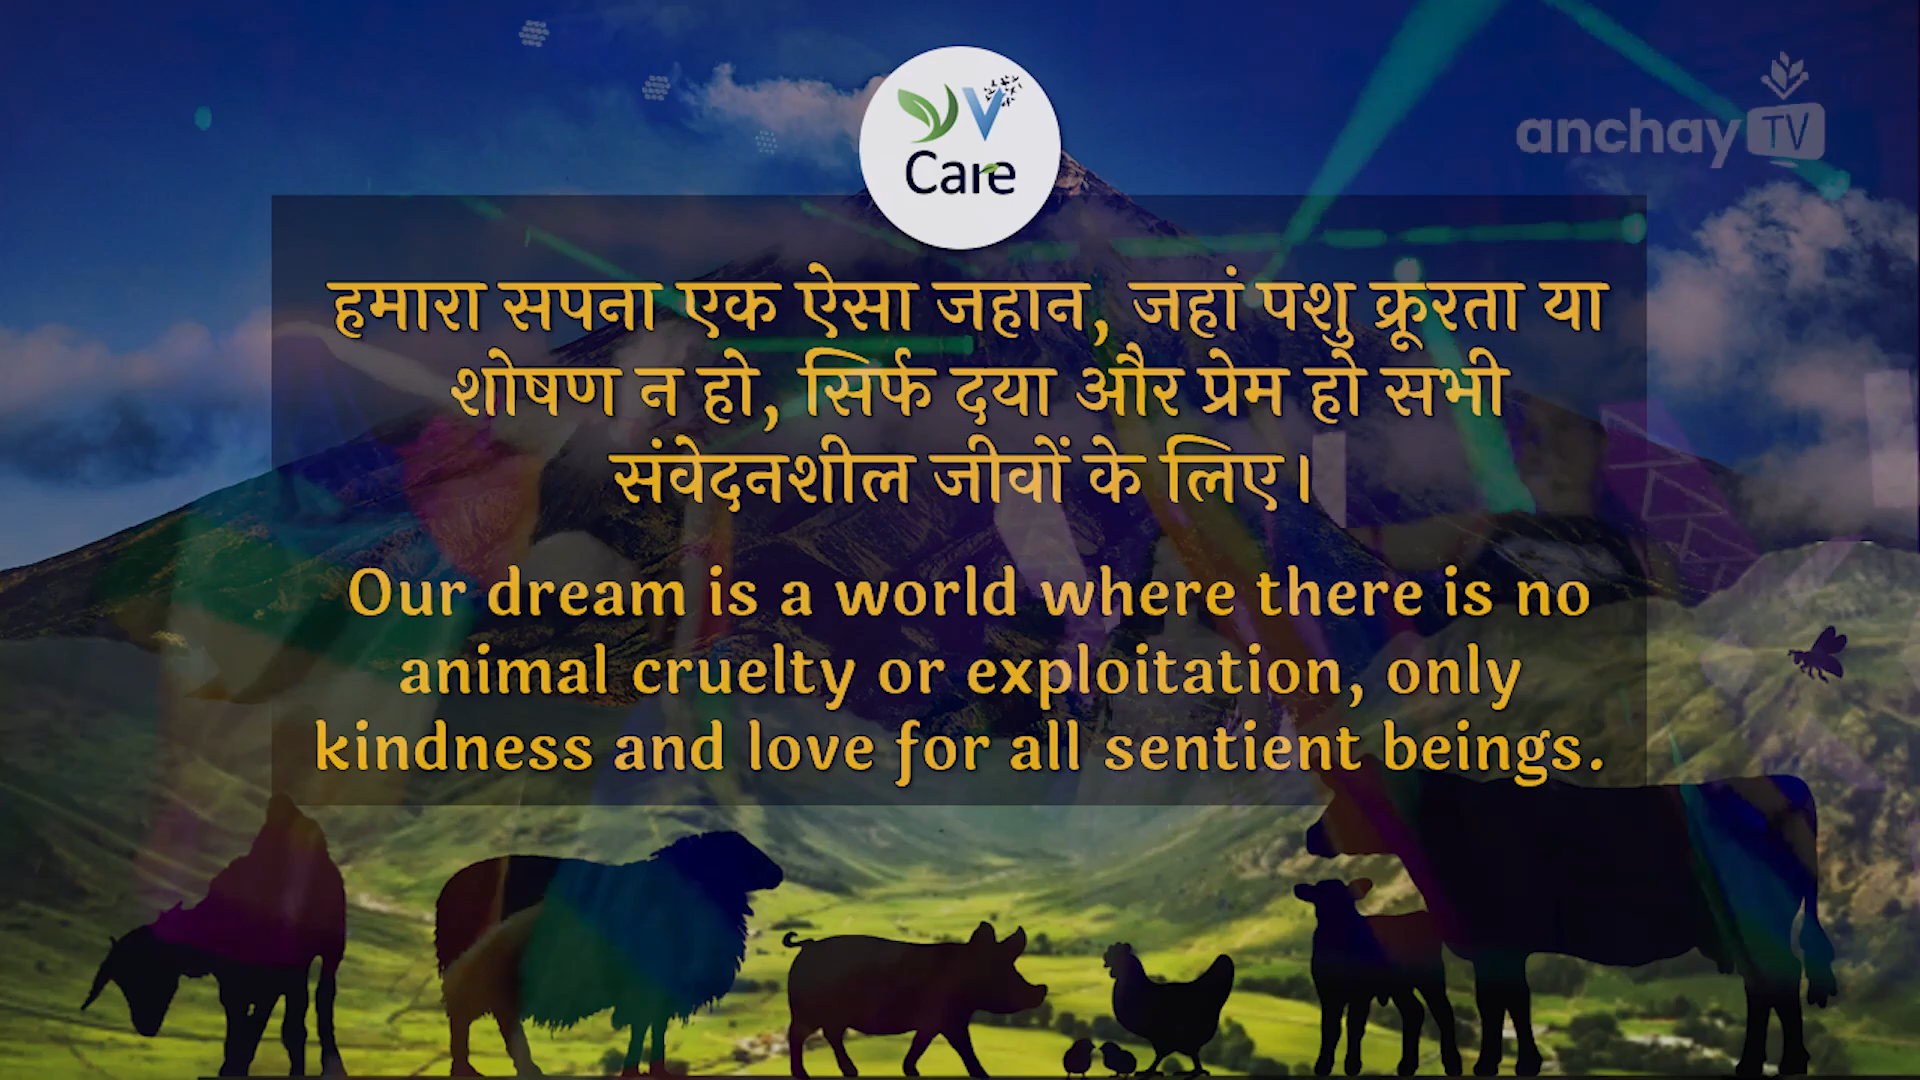 V Care
anchay TV
हमारा सपना एक ऐसा जहान, जहां पशु क्रूरता या
शोषण न हो, सिर्फ दया और प्रेम हो सभी
संवेदनशील जीवों के लिए।
Our dream is a world where there is no
animal cruelty or exploitation, only
kindness and love for all sentient beings.